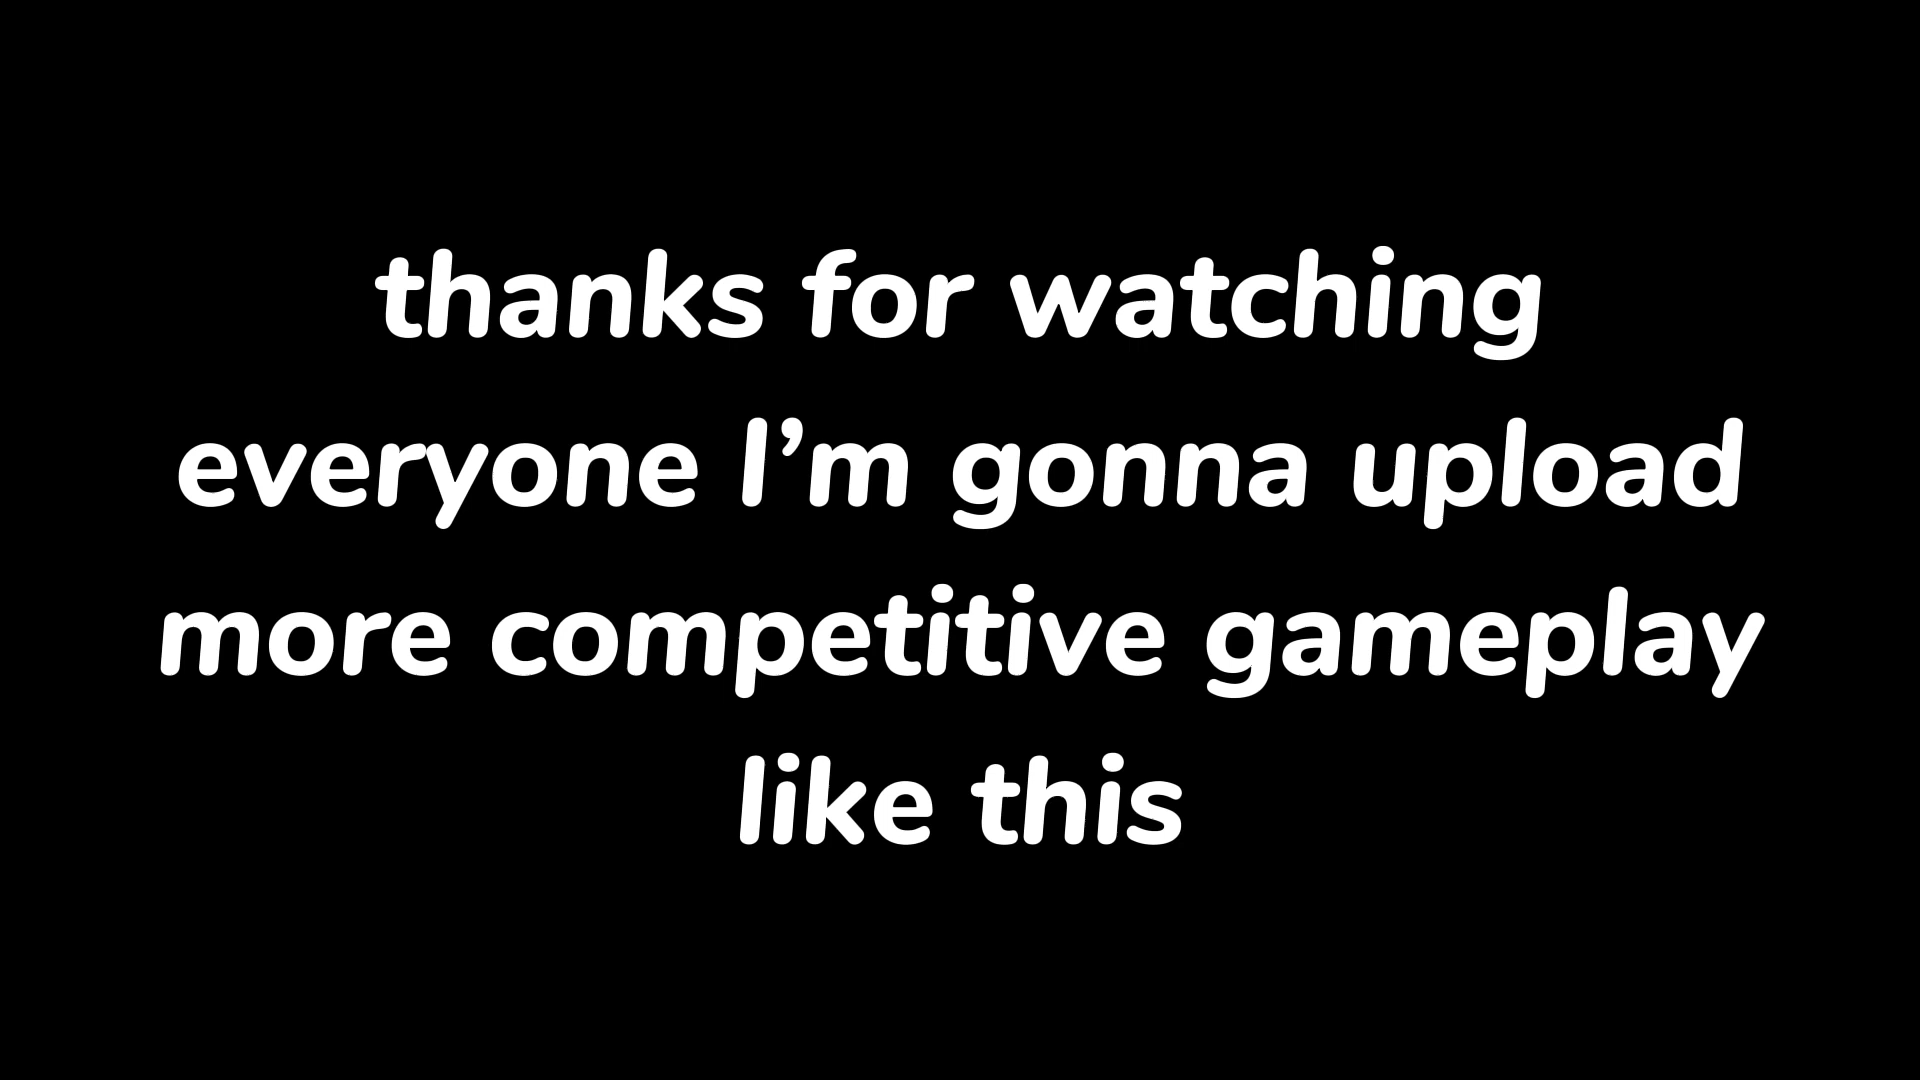 thanks for watching
everyone I’m gonna upload
more competitive gameplay
like this